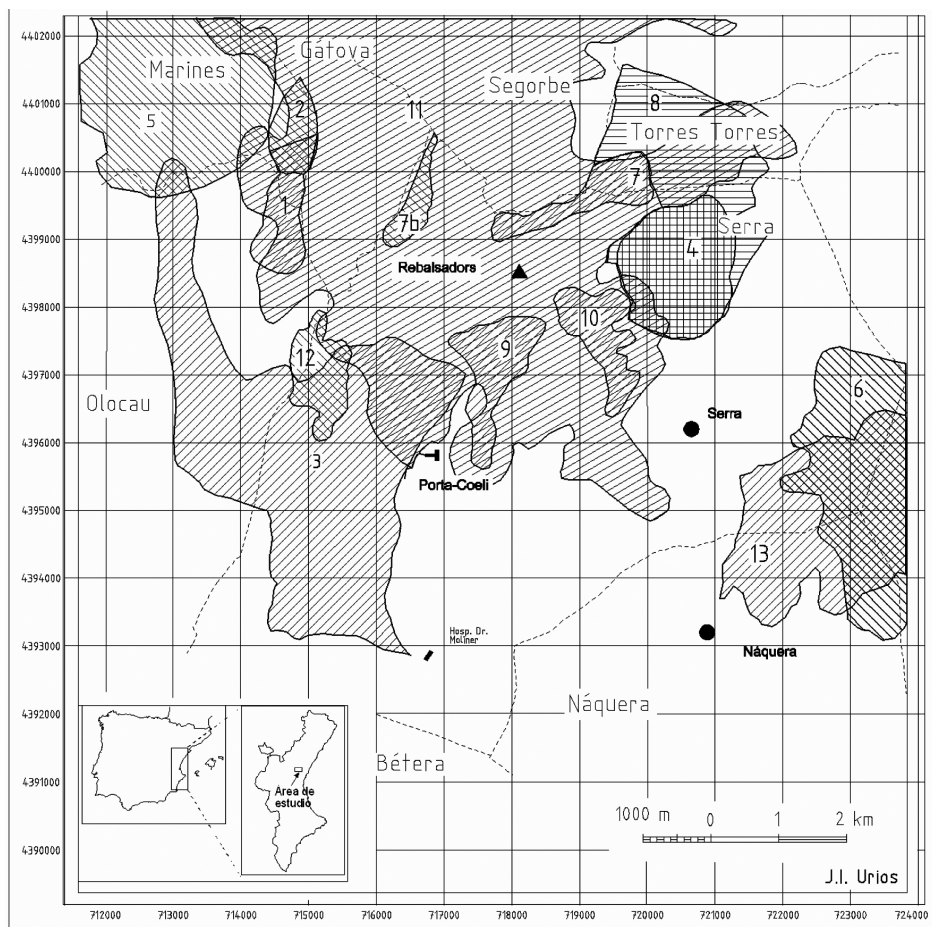 4402000
4401000
4400000
4399000
4398000
4397000
4396000
4395000
4394000
4393000
4392000
4391000
4390000
Gátova
Marines
Segorbe
5
2
11
8
Torres Torres
7
1
7b
Serra
4
Rebalsadors
10
9
12
6
Olocau
Serra
3
Porta-Coeli
13
Hosp. Dr.
Moliner
Náquera
Náquera
Bétera
Área de
estudio
1000 m 0 1 2 km
J.I. Urios
712000 713000 714000 715000 716000 717000 718000 719000 720000 721000 722000 723000 724000